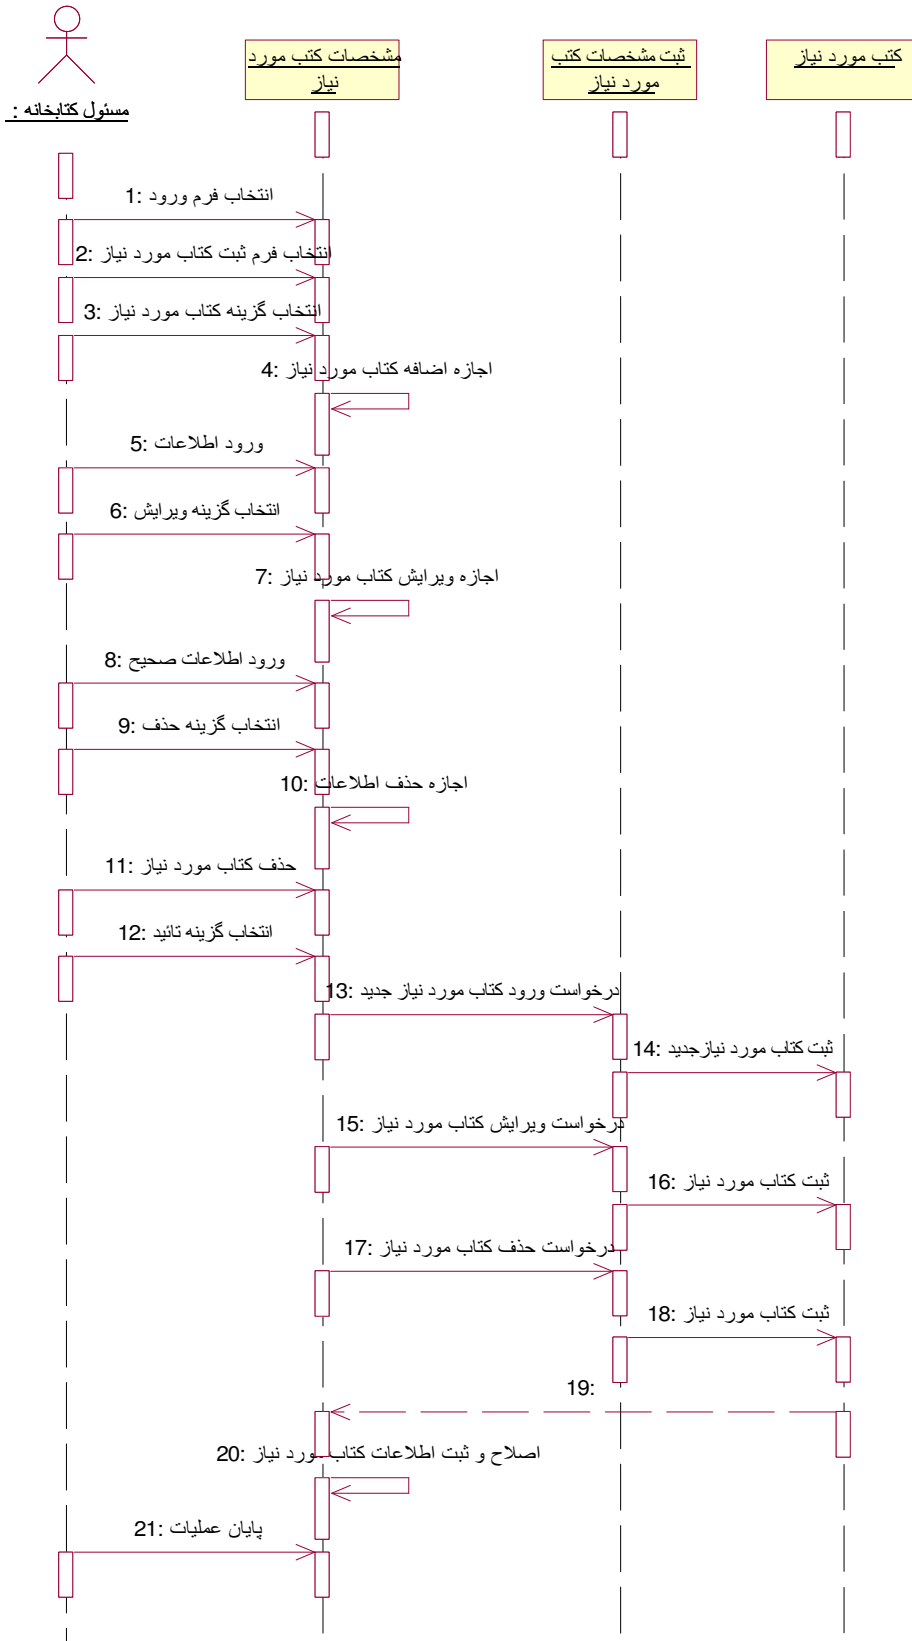 مشخصات کتب مورد
نیاز
ثبت مشخصات کتب
مورد نیاز
کتب مورد نیاز
مسئول کتابخانه :
1: انتخاب فرم ورود
2: انتخاب فرم ثبت کتاب مورد نیاز
3: انتخاب گزینه کتاب مورد نیاز
4: اجازه اضافه کتاب مورد نیاز
5: ورود اطلاعات
6: انتخاب گزینه ویرایش
7: اجازه ویرایش کتاب مورد نیاز
8: ورود اطلاعات صحیح
9: انتخاب گزینه حذف
10: اجازه حذف اطلاعات
11: حذف کتاب مورد نیاز
12: انتخاب گزینه تائید
13: درخواست ورود کتاب مورد نیاز جدید
14: ثبت کتاب مورد نیازجدید
15: درخواست ویرایش کتاب مورد نیاز
16: ثبت کتاب مورد نیاز
17: درخواست حذف کتاب مورد نیاز
18: ثبت کتاب مورد نیاز
19:
20: اصلاح و ثبت اطلاعات کتاب مورد نیاز
21: پایان عملیات